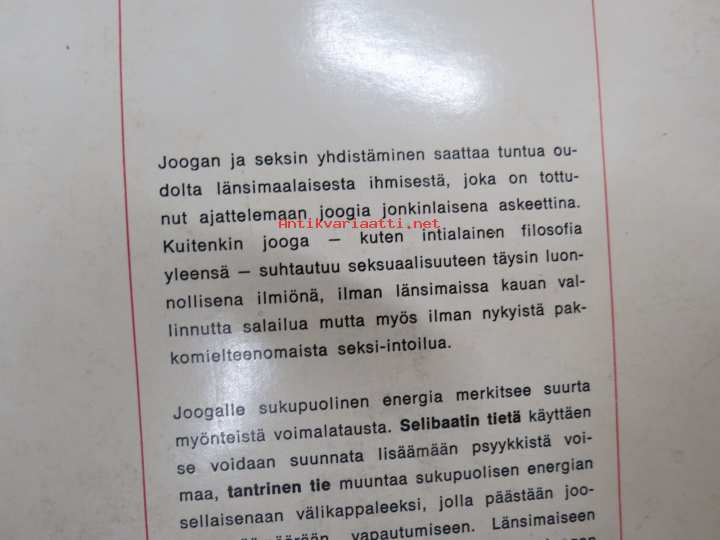 Joogan ja seksin yhdistäminen saattaa tuntua ou-
dolta länsimaalaisesta ihmisestä, joka on tottu-
nut ajattelemaan joogia jonkinlaisena askeettina.
Antikvariaatti.net
Kuitenkin jooga — kuten intialainen filosofia
yleensä — suhtautuu seksuaalisuuteen täysin luon-
nollisena ilmiönä, ilman länsimaissa kauan val-
linnutta salailua mutta myös ilman nykyistä pak-
komielteenomaista seksi-intoilua.
Joogalle sukupuolinen energia merkitsee suurta
myönteistä voimalatausta. Selibaatin tietä käyttäen
se voidaan suunnata lisäämään psyykkistä voi-
maa, tantrinen tie muuntaa sukupuolisen energian
sellaisenaan välikappaleeksi, jolla päästään joo-
vapautumiseen. Länsimaiseen